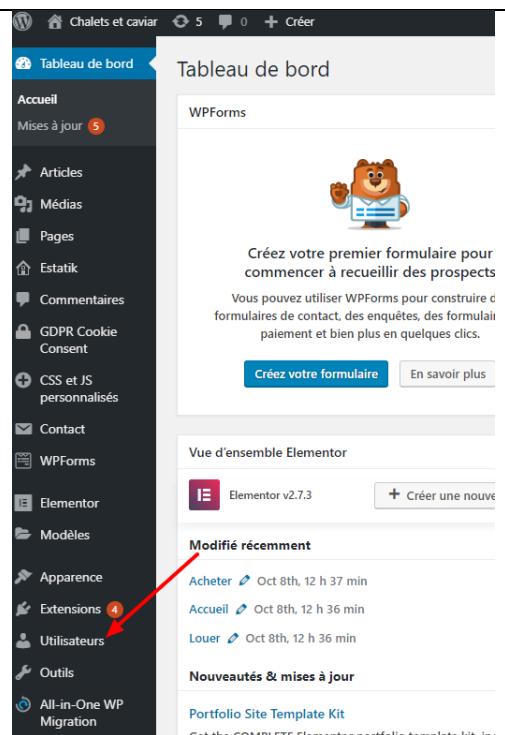 Chalets et caviar 5 0 + Créer
Tableau de bord
Accueil
Mises à jour 5
Articles
Médias
Pages
Estatik
Commentaires
GDPR Cookie
Consent
CSS et JS
personnalisés
Contact
WPForms
Elementor
Modèles
Apparence
Extensions 4
Utilisateurs
Outils
All-in-One WP
Migration
Tableau de bord
WPForms
Créez votre premier formulaire pour
commencer à recueillir des prospects
Vous pouvez utiliser WPForms pour construire d
formulaires de contact, des enquêtes, des formulair
paiement et bien plus en quelques clics.
Créez votre formulaire En savoir plus
Vue d'ensemble Elementor
Elementor v2.7.3 + Créer une nouve
Modifié récemment
Acheter Oct 8th, 12 h 37 min
Accueil Oct 8th, 12 h 36 min
Louer Oct 8th, 12 h 36 min
Nouveautés & mises à jour
Portfolio Site Template Kit